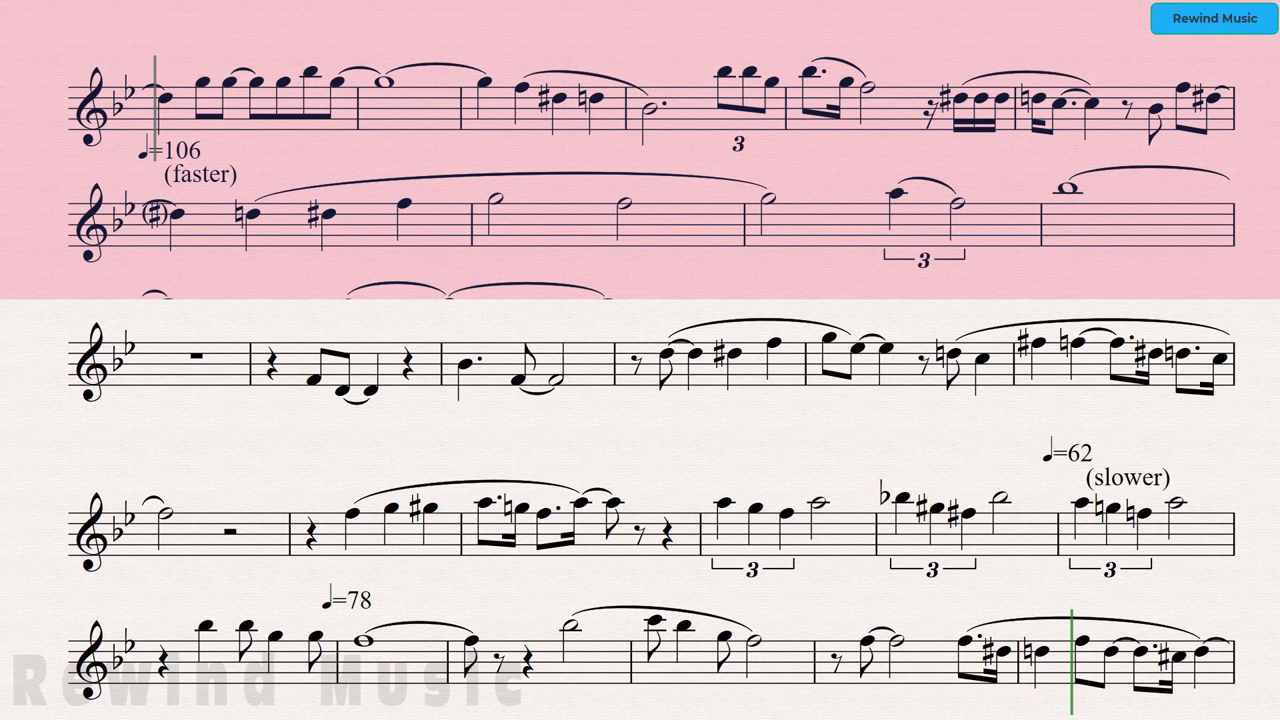 Rewind Music
3
=106
(faster)
3
=62
(slower)
3
3
3
=78
Rewind Music